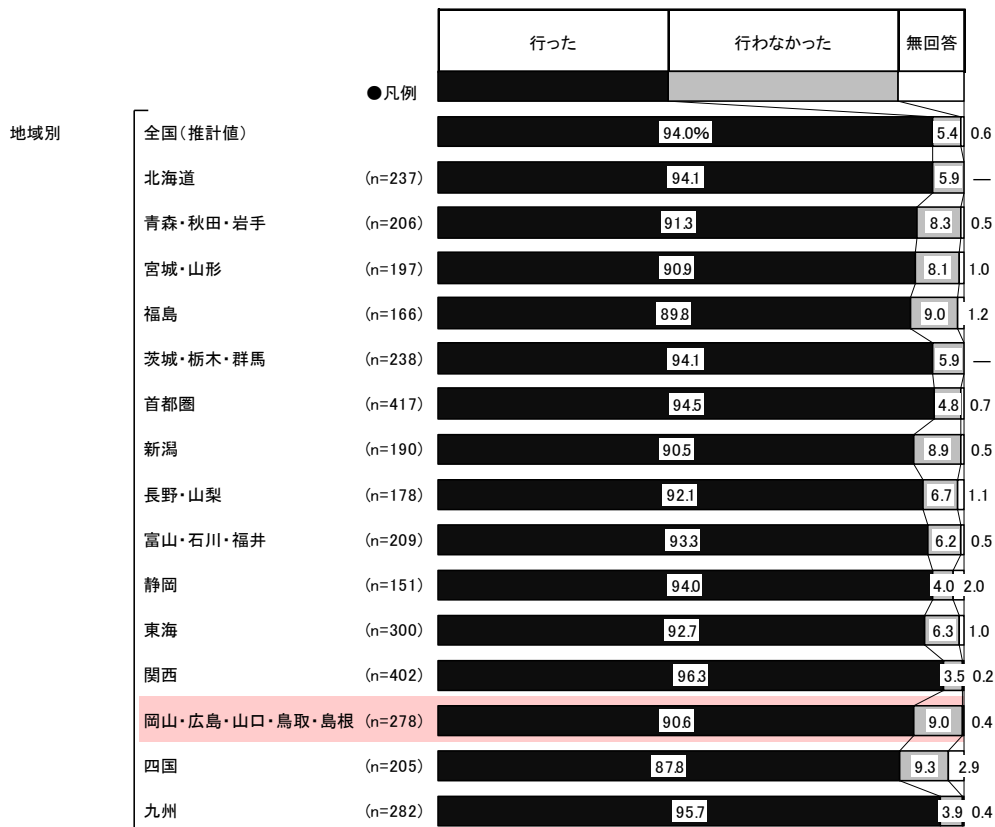 行った 行わなかった 無回答
●凡例
地域別 全国(推計値) 94.0% 5.4 0.6
北海道 (n=237) 94.1 5.9 ―
青森・秋田・岩手 (n=206) 91.3 8.3 0.5
宮城・山形 (n=197) 90.9 8.1 1.0
福島 (n=166) 89.8 9.0 1.2
茨城・栃木・群馬 (n=238) 94.1 5.9 ―
首都圏 (n=417) 94.5 4.8 0.7
新潟 (n=190) 90.5 8.9 0.5
長野・山梨 (n=178) 92.1 6.7 1.1
富山・石川・福井 (n=209) 93.3 6.2 0.5
静岡 (n=151) 94.0 4.0 2.0
東海 (n=300) 92.7 6.3 1.0
関西 (n=402) 96.3 3.5 0.2
岡山・広島・山口・鳥取・島根 (n=278) 90.6 9.0 0.4
四国 (n=205) 87.8 9.3 2.9
九州 (n=282) 95.7 3.9 0.4